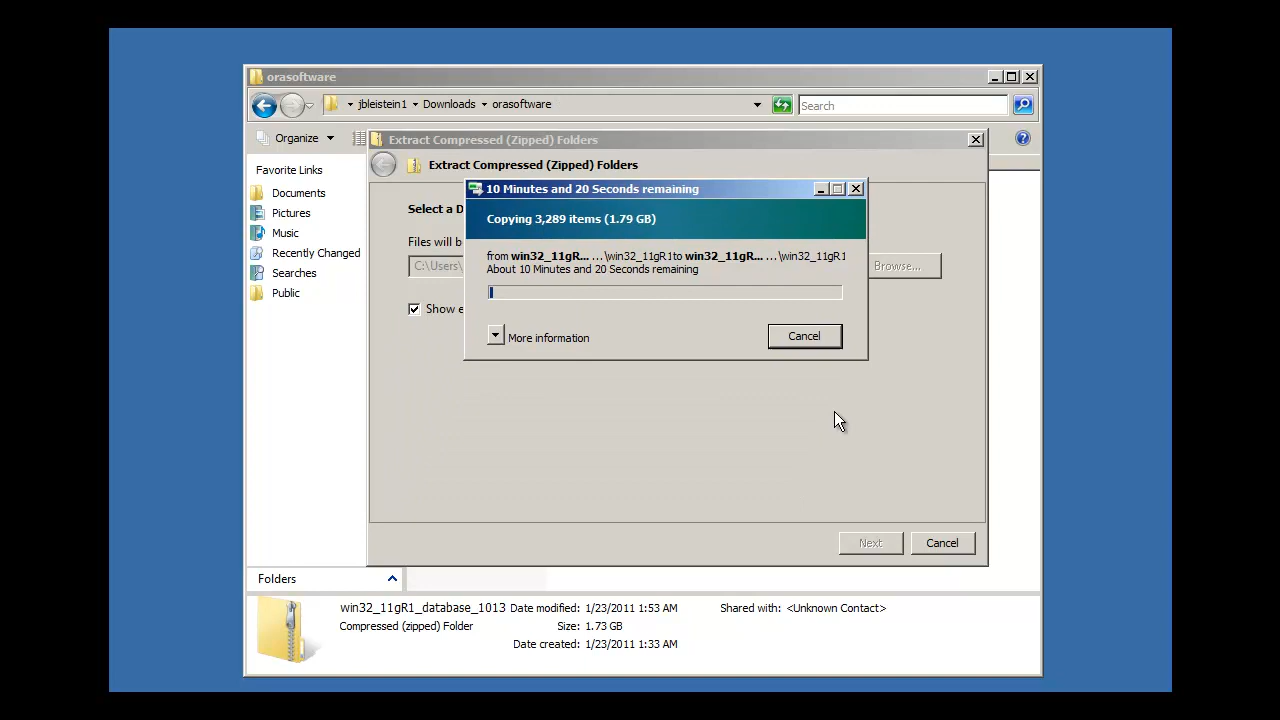 orasoftware
jbleistein1 Downloads orasoftware
Search
Organize
Extract Compressed (Zipped) Folders
Favorite Links
Documents
Pictures
Music
Recently Changed
Searches
Public
Extract Compressed (Zipped) Folders
Select a D
Files will b
C:\Users\
Browse...
Show e
10 Minutes and 20 Seconds remaining
Copying 3,289 items (1.79 GB)
from win32_11gR... ...\win32_11gR1to win32_11gR... ...\win32_11gR1
About 10 Minutes and 20 Seconds remaining
More information
Cancel
Next
Cancel
Folders
win32_11gR1_database_1013 Date modified: 1/23/2011 1:53 AM Shared with: <Unknown Contact>
Compressed (zipped) Folder Size: 1.73 GB
Date created: 1/23/2011 1:33 AM